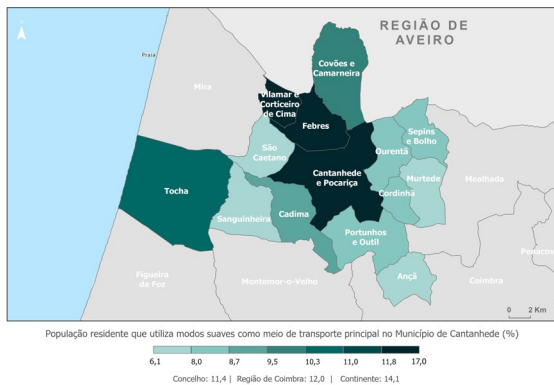 REGIÃO DE
AVEIRO
N
Praia
Mira
Covões e
Camarneira
Vilamar e
Corticeiro
de Cima
Febres
São
Caetano
Sepins
e Bolho
Ourentã
Cantanhede
e Pocariça
Murtede
Mealhada
Tocha
Cordinhã
Sanguinheira
Cadima
Portunhos
e Outil
Penacova
Figueira
da Foz
Montemor-o-Velho
Ançã
Coimbra
0 2 Km
População residente que utiliza modos suaves como meio de transporte principal no Município de Cantanhede (%)
6,1 8,0 8,7 9,5 10,3 11,0 11,8 17,0
Concelho: 11,4 | Região de Coimbra: 12,0 | Continente: 14,1